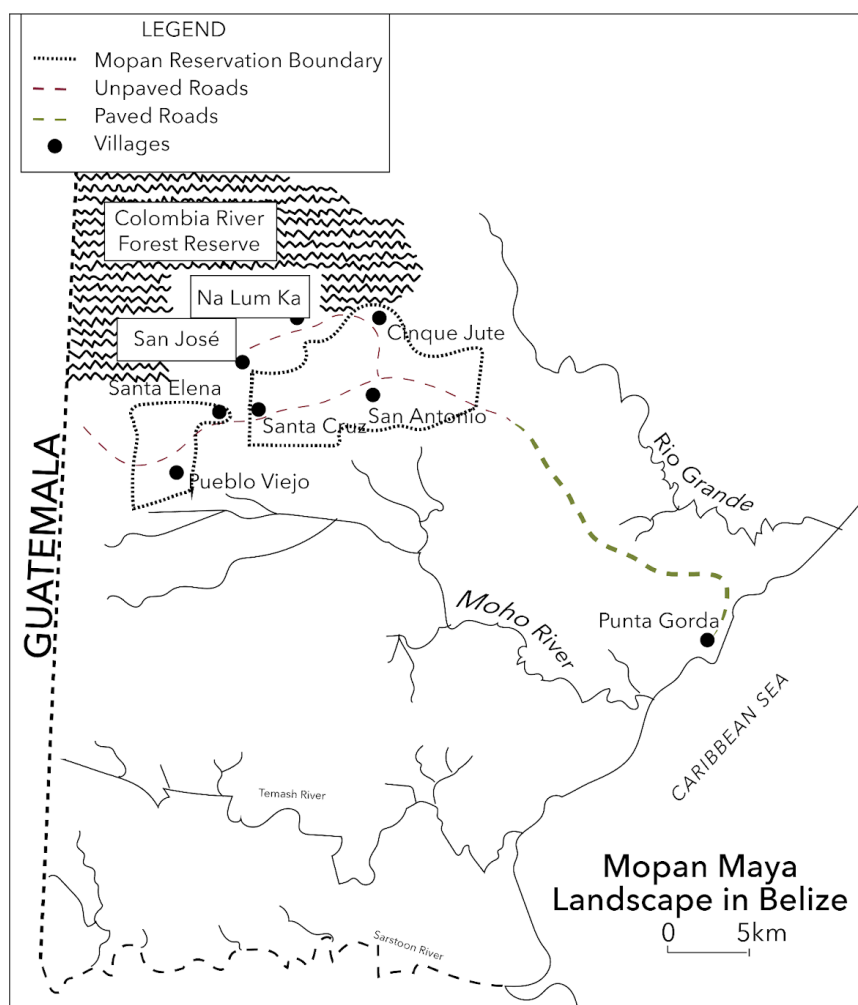 LEGEND
Mopan Reservation Boundary
Unpaved Roads
Paved Roads
Villages
Colombia River
Forest Reserve
Na Lum Ka
San José
Cinque Jute
Santa Elena
Santa Cruz
San Antonio
Pueblo Viejo
GUATEMALA
Rio Grande
Moho River
Punta Gorda
CARIBBEAN SEA
Temash River
Mopan Maya
Landscape in Belize
0 5km
Sarstoon River